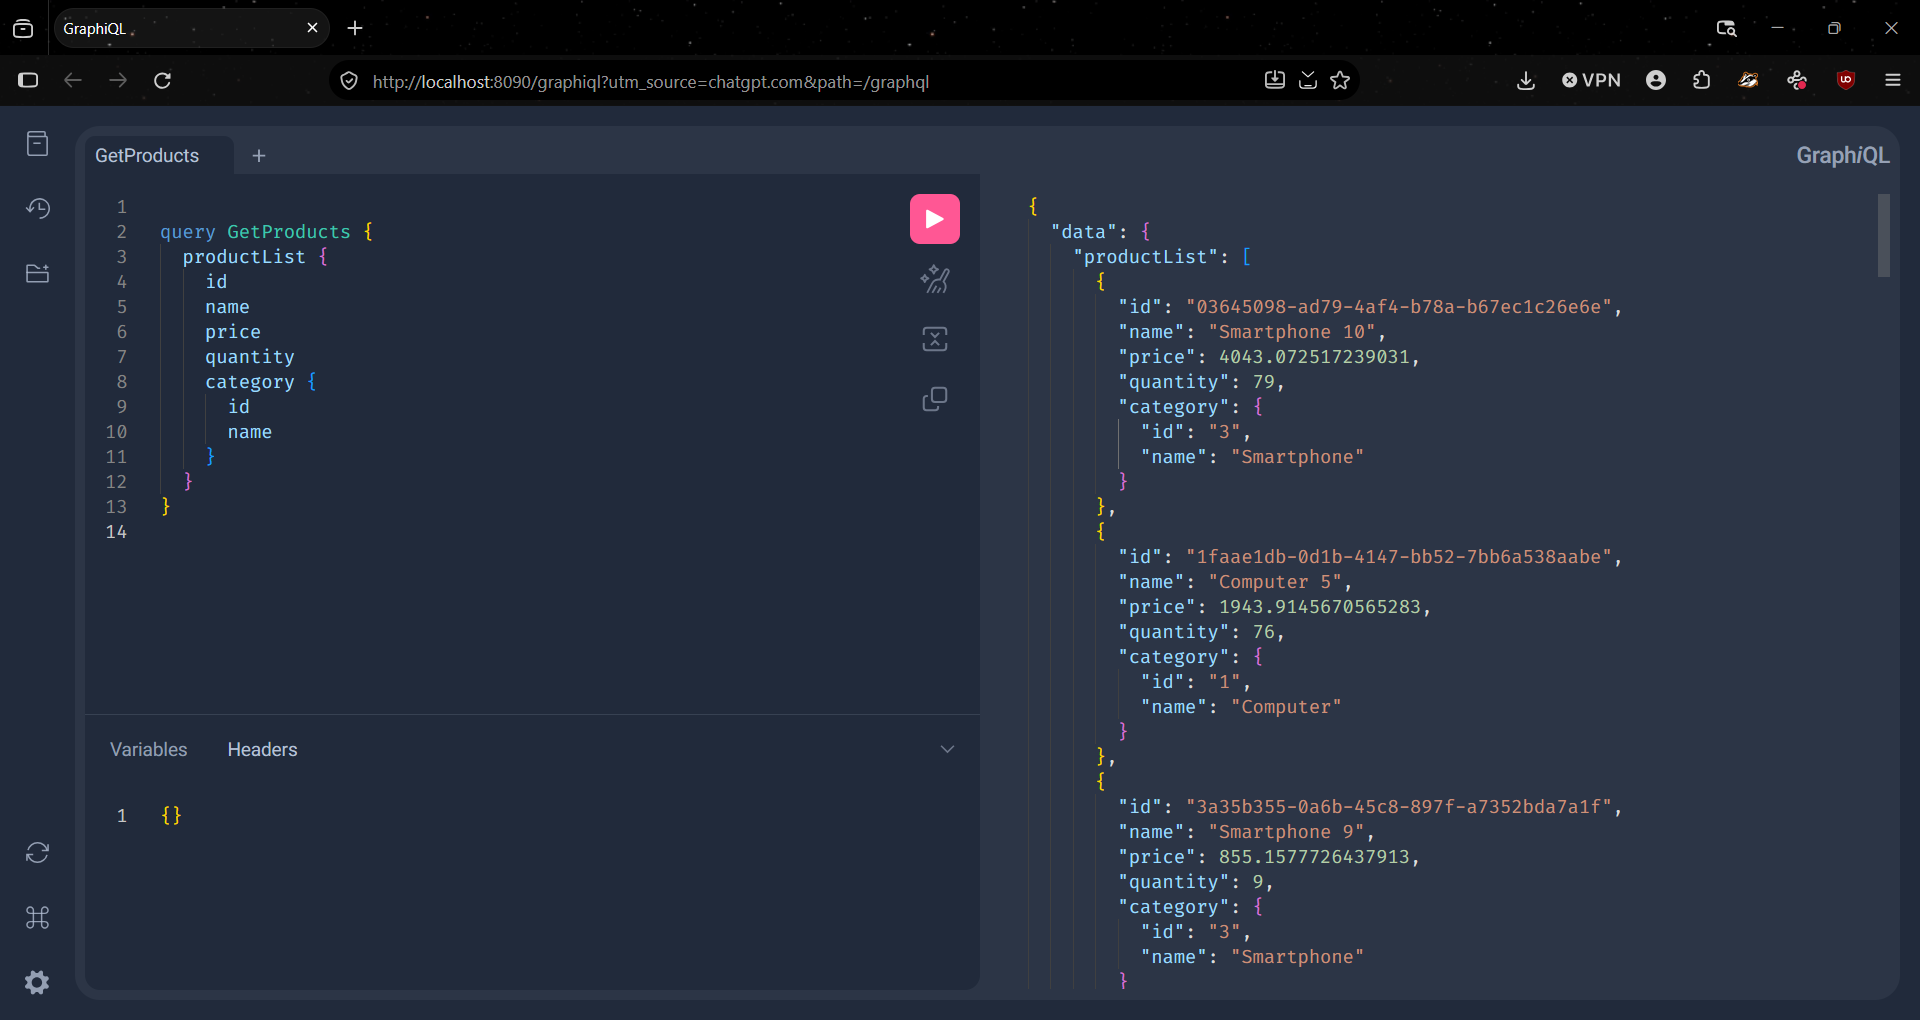 GraphiQL
http://localhost:8090/graphiql?utm_source=chatgpt.com&path=/graphql
VPN
GetProducts
GraphiQL
1
2 query GetProducts {
3 productList {
4 id
5 name
6 price
7 quantity
8 category {
9 id
10 name
11 }
12 }
13 }
14
Variables Headers
1 {}
{
"data": {
"productList": [
{
"id": "03645098-ad79-4af4-b78a-b67ec1c26e6e",
"name": "Smartphone 10",
"price": 4043.072517239031,
"quantity": 79,
"category": {
"id": "3",
"name": "Smartphone"
}
},
{
"id": "1faae1db-0d1b-4147-bb52-7bb6a538aabe",
"name": "Computer 5",
"price": 1943.9145670565283,
"quantity": 76,
"category": {
"id": "1",
"name": "Computer"
}
},
{
"id": "3a35b355-0a6b-45c8-897f-a7352bda7a1f",
"name": "Smartphone 9",
"price": 855.1577726437913,
"quantity": 9,
"category": {
"id": "3",
"name": "Smartphone"
}